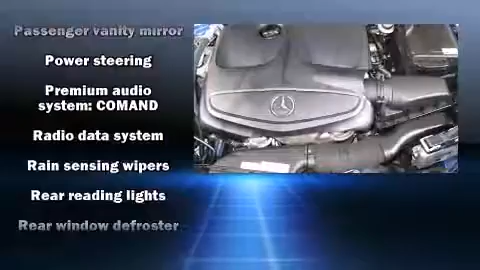 Passenger vanity mirror
Power steering
Premium audio
system: COMAND
Radio data system
Rain sensing wipers
Rear reading lights
Rear window defroster